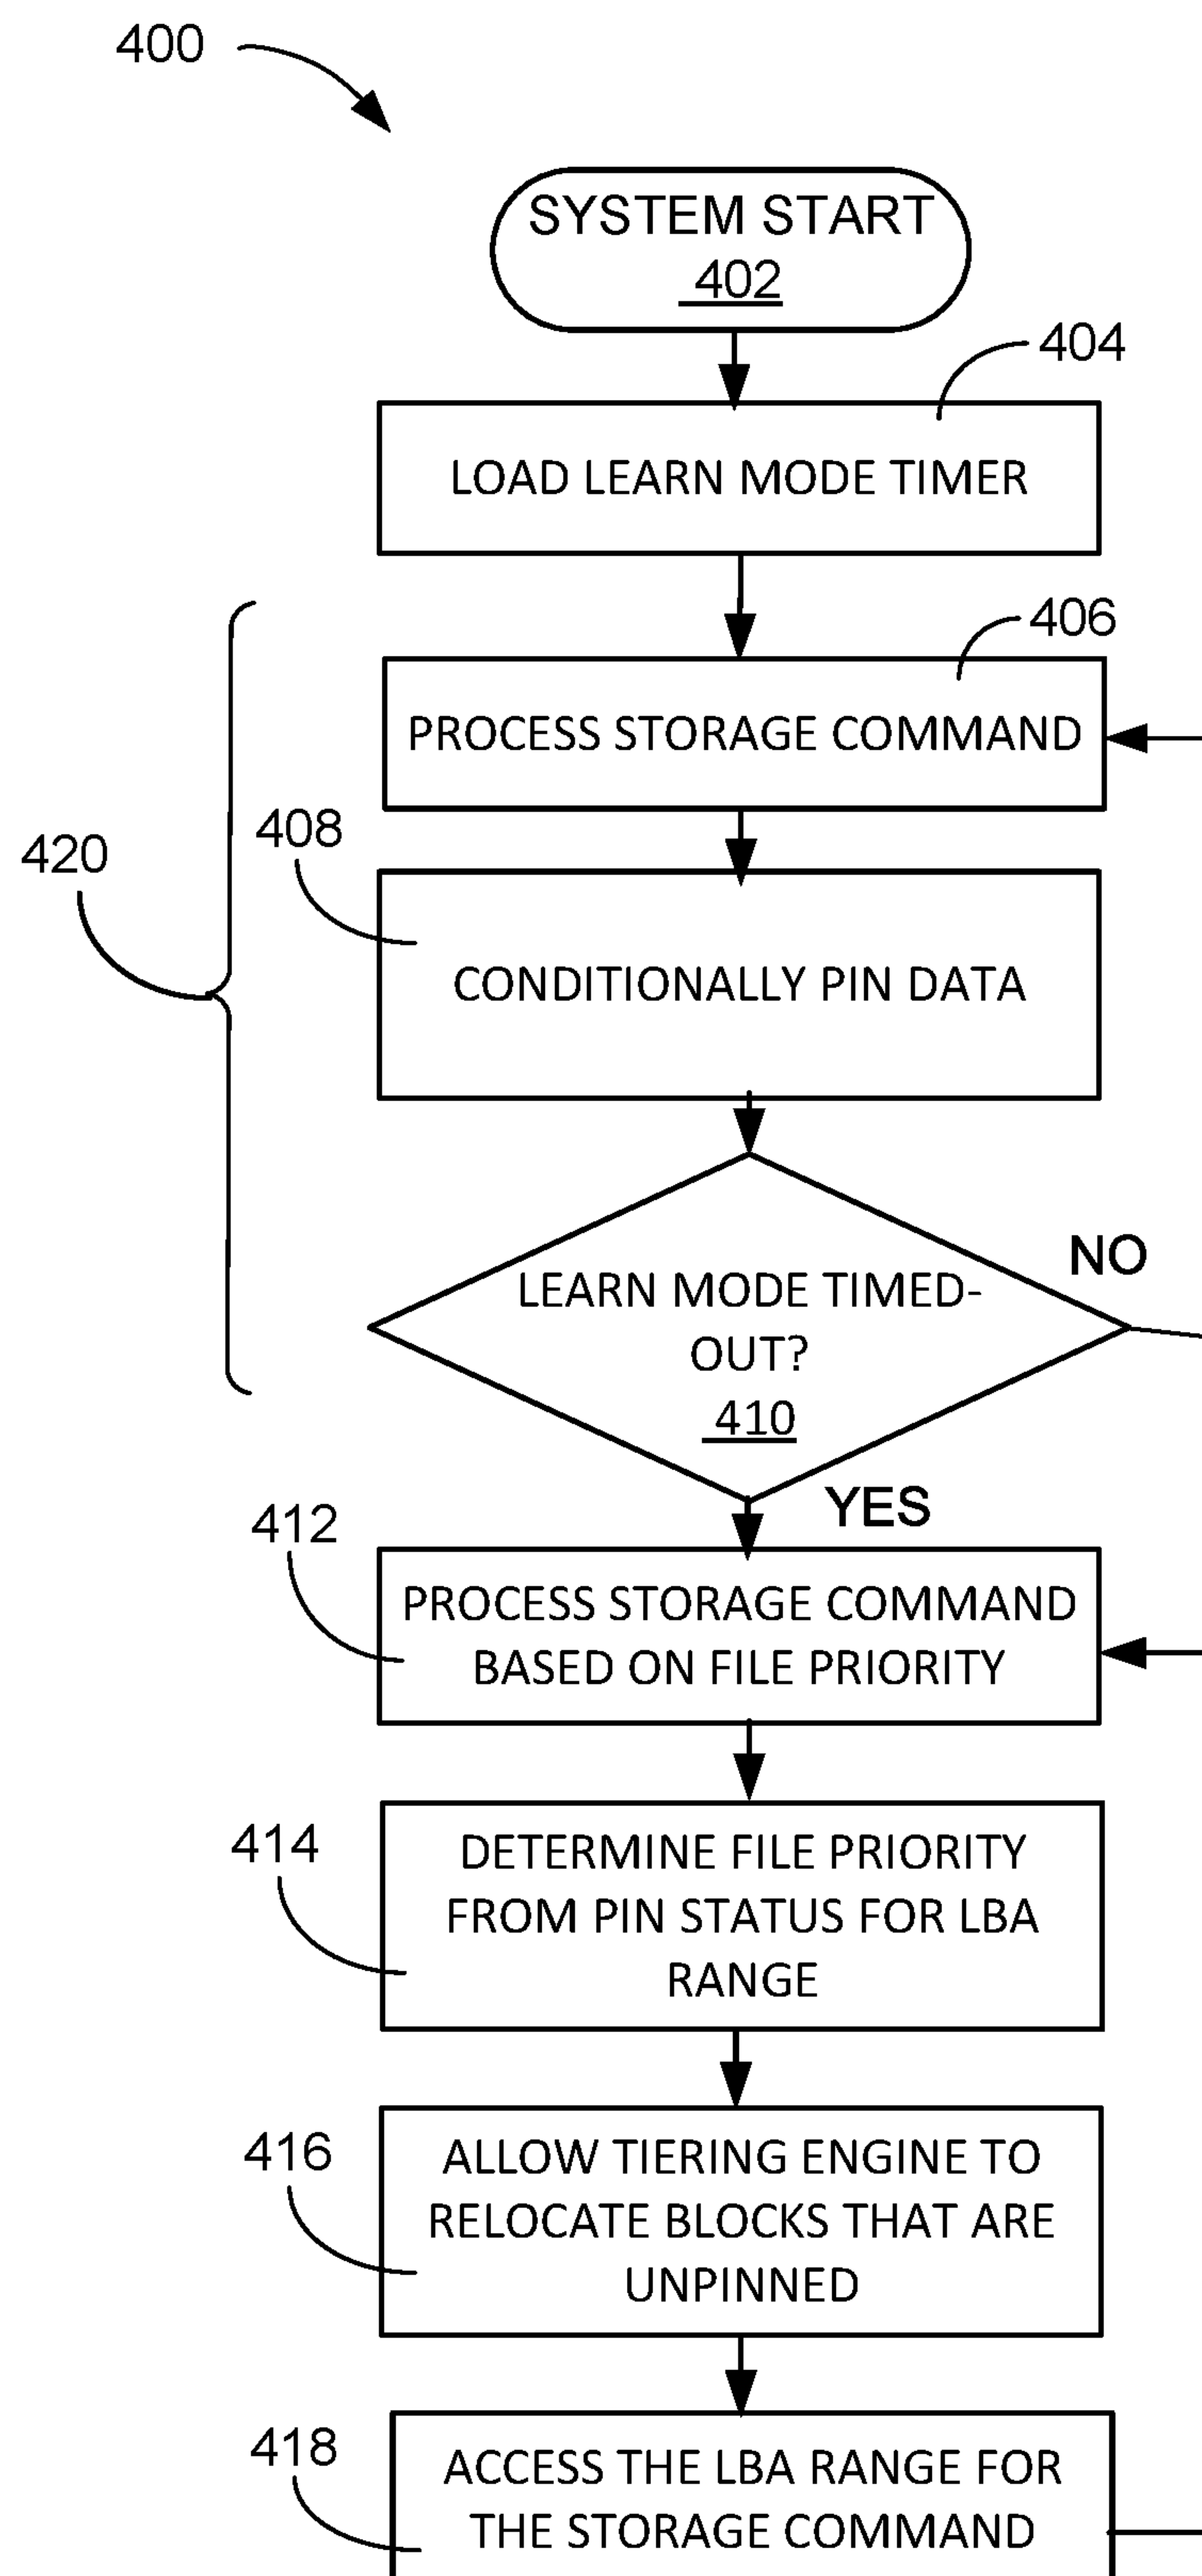 400
SYSTEM START
402
404
LOAD LEARN MODE TIMER
406
PROCESS STORAGE COMMAND
408
420
CONDITIONALLY PIN DATA
NO
LEARN MODE TIMED-
OUT?
410
YES
412
PROCESS STORAGE COMMAND
BASED ON FILE PRIORITY
414
DETERMINE FILE PRIORITY
FROM PIN STATUS FOR LBA
RANGE
416
ALLOW TIERING ENGINE TO
RELOCATE BLOCKS THAT ARE
UNPINNED
418
ACCESS THE LBA RANGE FOR
THE STORAGE COMMAND